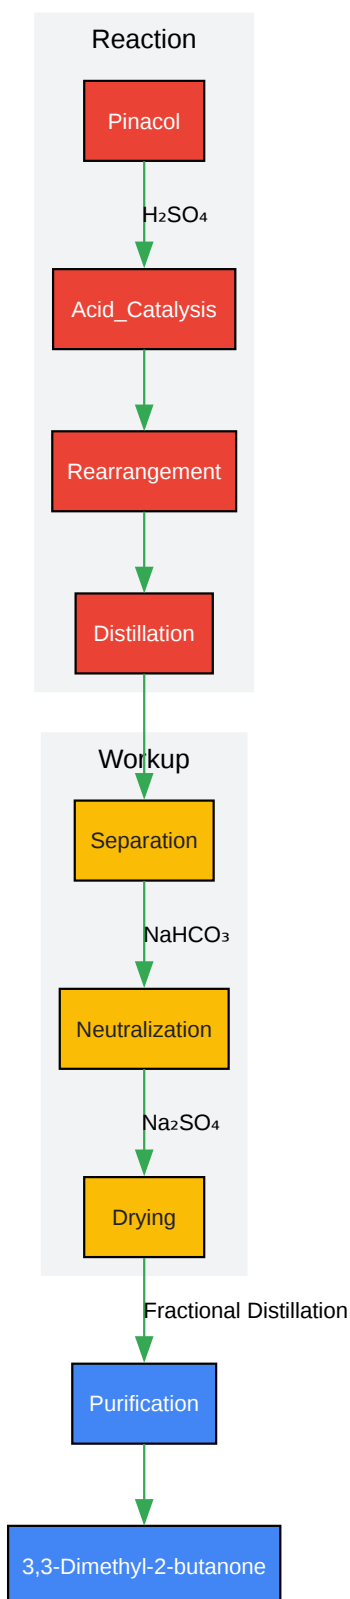 Reaction
Pinacol
H₂SO₄
Acid_Catalysis
Rearrangement
Distillation
Workup
Separation
NaHCO₃
Neutralization
Na₂SO₄
Drying
Fractional Distillation
Purification
3,3-Dimethyl-2-butanone